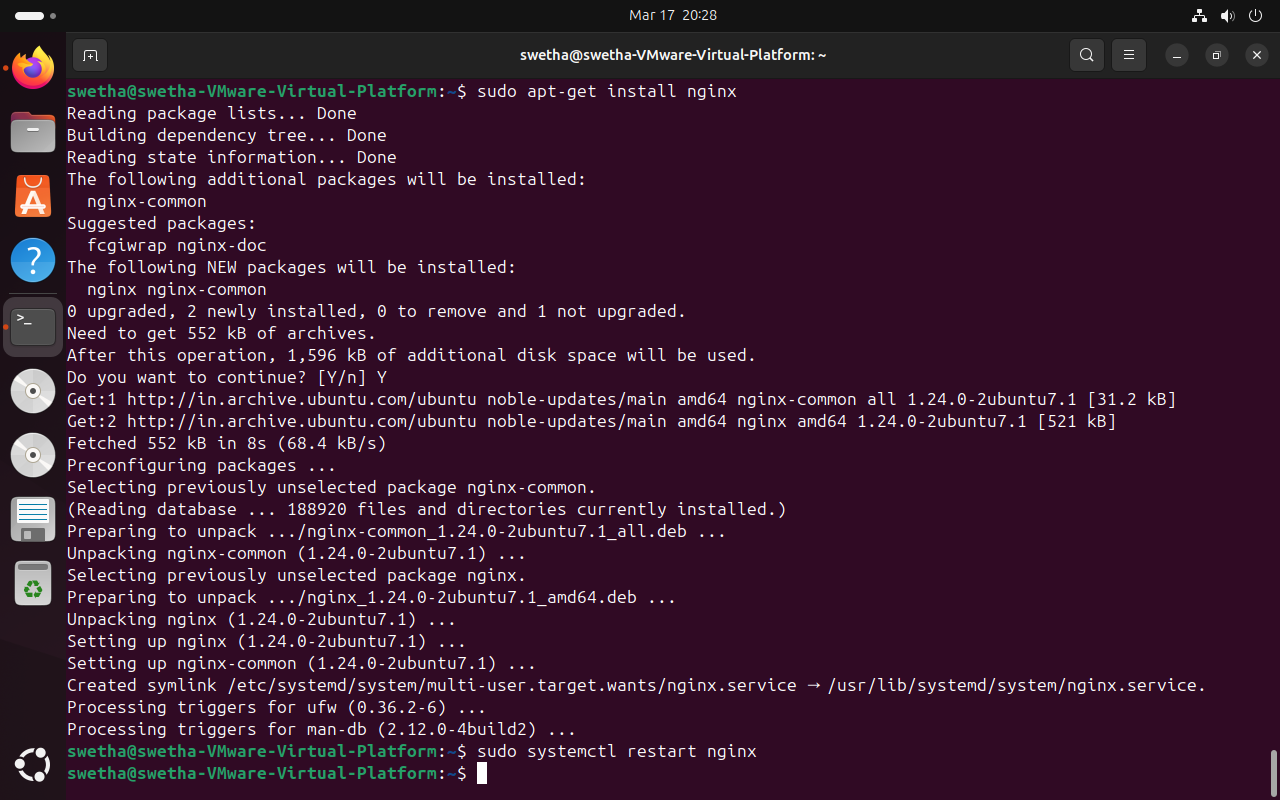 Mar 17 20:28
swetha@swetha-VMware-Virtual-Platform: ~
swetha@swetha-VMware-Virtual-Platform:~$ sudo apt-get install nginx
Reading package lists... Done
Building dependency tree... Done
Reading state information... Done
The following additional packages will be installed:
  nginx-common
Suggested packages:
  fcgiwrap nginx-doc
The following NEW packages will be installed:
  nginx nginx-common
0 upgraded, 2 newly installed, 0 to remove and 1 not upgraded.
Need to get 552 kB of archives.
After this operation, 1,596 kB of additional disk space will be used.
Do you want to continue? [Y/n] Y
Get:1 http://in.archive.ubuntu.com/ubuntu noble-updates/main amd64 nginx-common all 1.24.0-2ubuntu7.1 [31.2 kB]
Get:2 http://in.archive.ubuntu.com/ubuntu noble-updates/main amd64 nginx amd64 1.24.0-2ubuntu7.1 [521 kB]
Fetched 552 kB in 8s (68.4 kB/s)
Preconfiguring packages ...
Selecting previously unselected package nginx-common.
(Reading database ... 188920 files and directories currently installed.)
Preparing to unpack .../nginx-common_1.24.0-2ubuntu7.1_all.deb ...
Unpacking nginx-common (1.24.0-2ubuntu7.1) ...
Selecting previously unselected package nginx.
Preparing to unpack .../nginx_1.24.0-2ubuntu7.1_amd64.deb ...
Unpacking nginx (1.24.0-2ubuntu7.1) ...
Setting up nginx (1.24.0-2ubuntu7.1) ...
Setting up nginx-common (1.24.0-2ubuntu7.1) ...
Created symlink /etc/systemd/system/multi-user.target.wants/nginx.service → /usr/lib/systemd/system/nginx.service.
Processing triggers for ufw (0.36.2-6) ...
Processing triggers for man-db (2.12.0-4build2) ...
swetha@swetha-VMware-Virtual-Platform:~$ sudo systemctl restart nginx
swetha@swetha-VMware-Virtual-Platform:~$